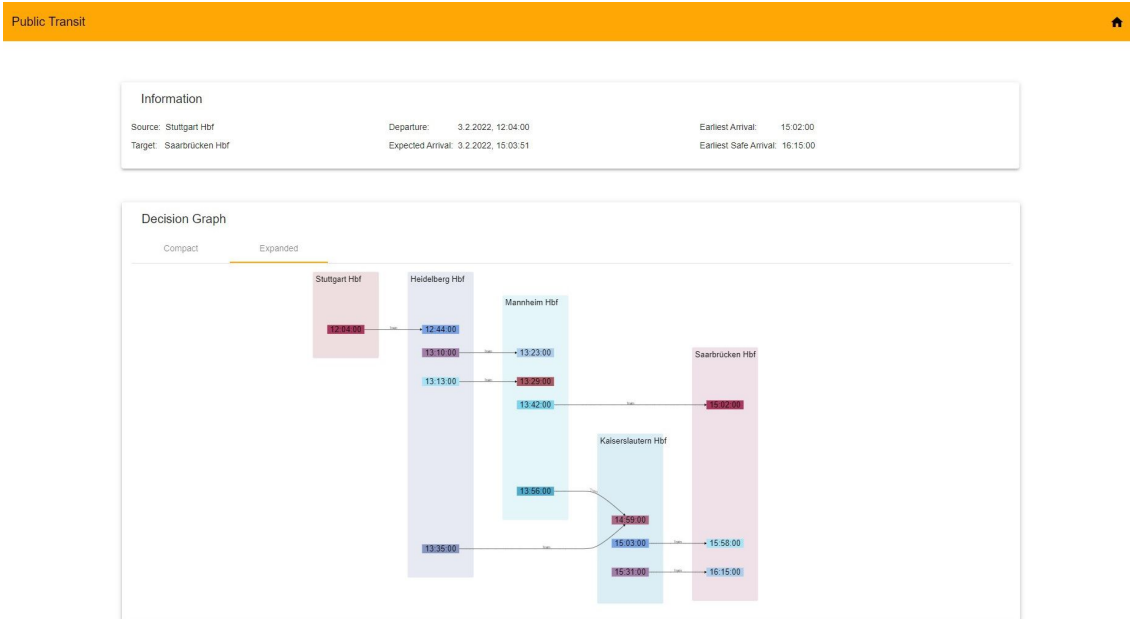 Public Transit
Information
Source: Stuttgart Hbf
Departure: 3.2.2022, 12:04:00
Earliest Arrival: 15:02:00
Target: Saarbrücken Hbf
Expected Arrival: 3.2.2022, 15:03:51
Earliest Safe Arrival: 16:15:00
Decision Graph
Compact
Expanded
Stuttgart Hbf
Heidelberg Hbf
Mannheim Hbf
12:04:00
12:44:00
13:10:00
13:23:00
Saarbrücken Hbf
13:13:00
13:29:00
13:42:00
15:02:00
Kaiserslautern Hbf
13:56:00
14:59:00
13:35:00
15:03:00
15:58:00
15:31:00
16:15:00